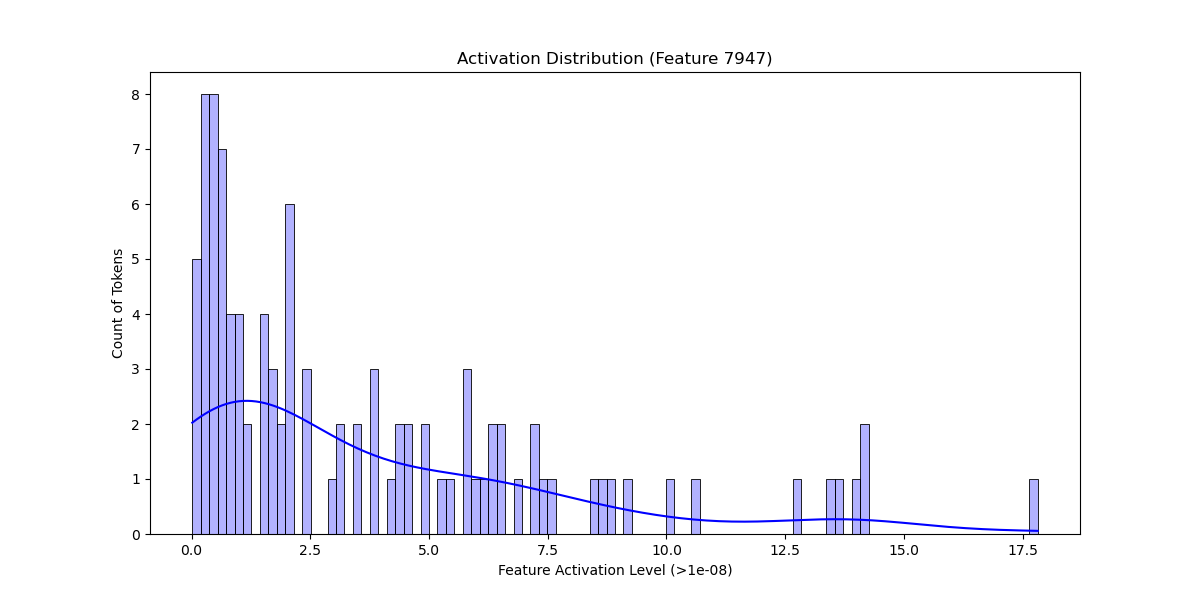 Activation Distribution (Feature 7947)
8
7
6
5
4
3
2
1
0
Count of Tokens
0.0 2.5 5.0 7.5 10.0 12.5 15.0 17.5
Feature Activation Level (>1e-08)